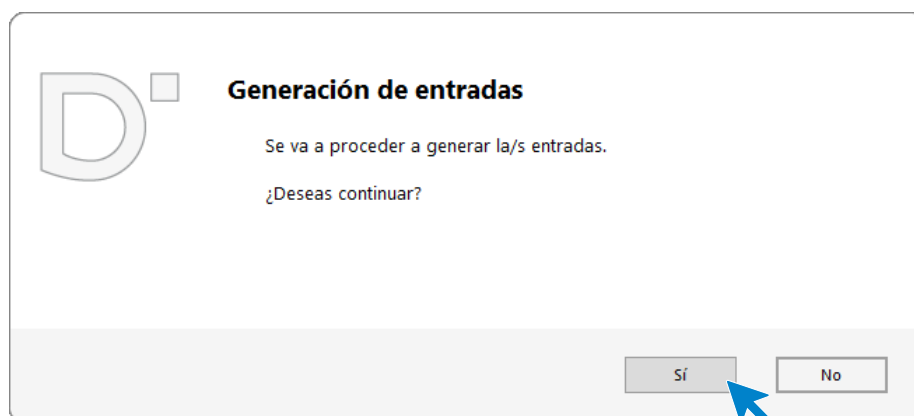 Generación de entradas
Se va a proceder a generar la/s entradas.
¿Deseas continuar?
Sí
No